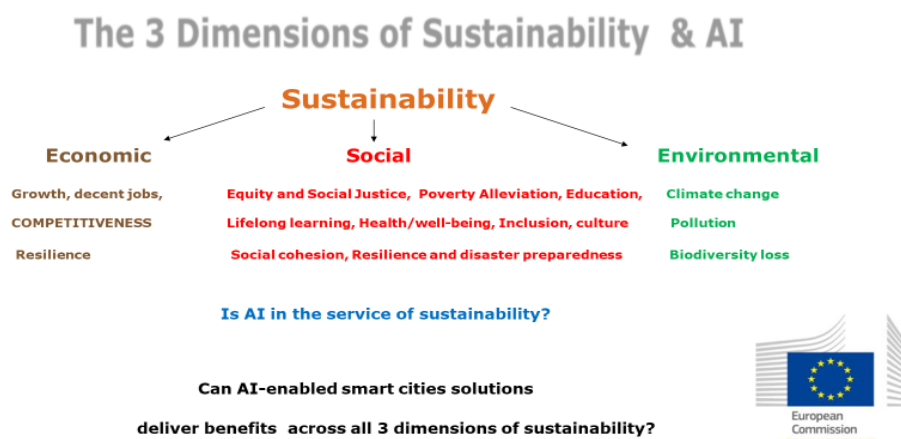 The 3 Dimensions of Sustainability & AI
Sustainability
Economic
Growth, decent jobs,
COMPETITIVENESS
Resilience
Social
Equity and Social Justice, Poverty Alleviation, Education,
Lifelong learning, Health/well-being, Inclusion, culture
Social cohesion, Resilience and disaster preparedness
Environmental
Climate change
Pollution
Biodiversity loss
Is AI in the service of sustainability?
Can AI-enabled smart cities solutions
deliver benefits across all 3 dimensions of sustainability?
European
Commission